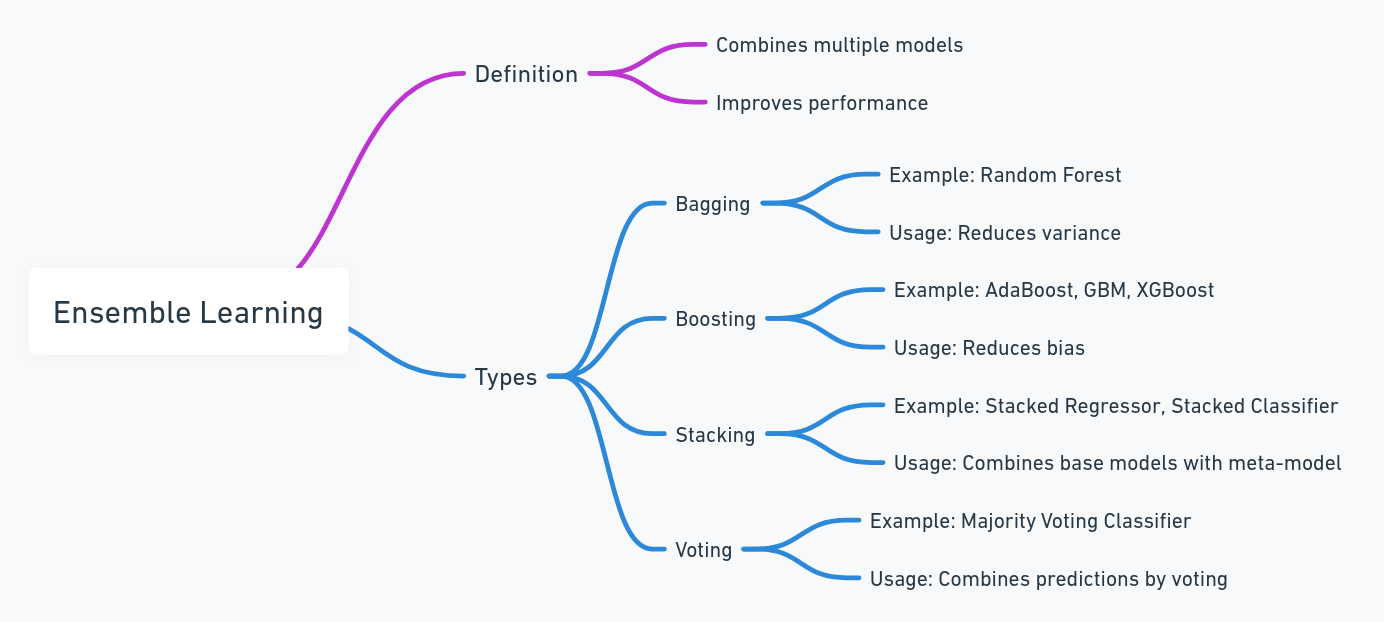 Ensemble Learning
Definition
Combines multiple models
Improves performance
Types
Bagging
Example: Random Forest
Usage: Reduces variance
Boosting
Example: AdaBoost, GBM, XGBoost
Usage: Reduces bias
Stacking
Example: Stacked Regressor, Stacked Classifier
Usage: Combines base models with meta-model
Voting
Example: Majority Voting Classifier
Usage: Combines predictions by voting